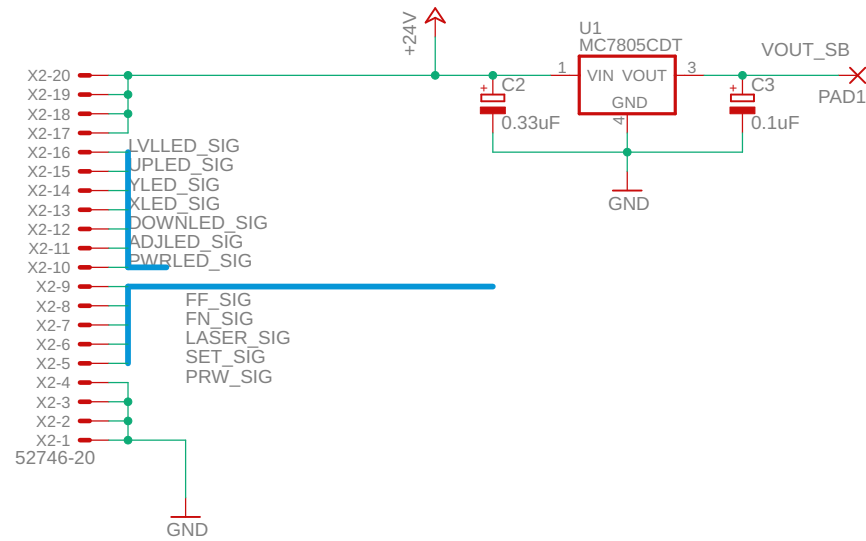 +24V
U1
MC7805CDT
VIN VOUT
GND
1
3
4
VOUT_SB
PAD1
C2
+
0.33uF
C3
+
0.1uF
GND
X2-20
X2-19
X2-18
X2-17
X2-16 LVLLED_SIG
X2-15 UPLED_SIG
X2-14 YLED_SIG
X2-13 XLED_SIG
X2-12 DOWNLED_SIG
X2-11 ADJLED_SIG
X2-10 PWRLED_SIG
X2-9 FF_SIG
X2-8 FN_SIG
X2-7 LASER_SIG
X2-6 SET_SIG
X2-5 PRW_SIG
X2-4
X2-3
X2-2
X2-1
52746-20
GND